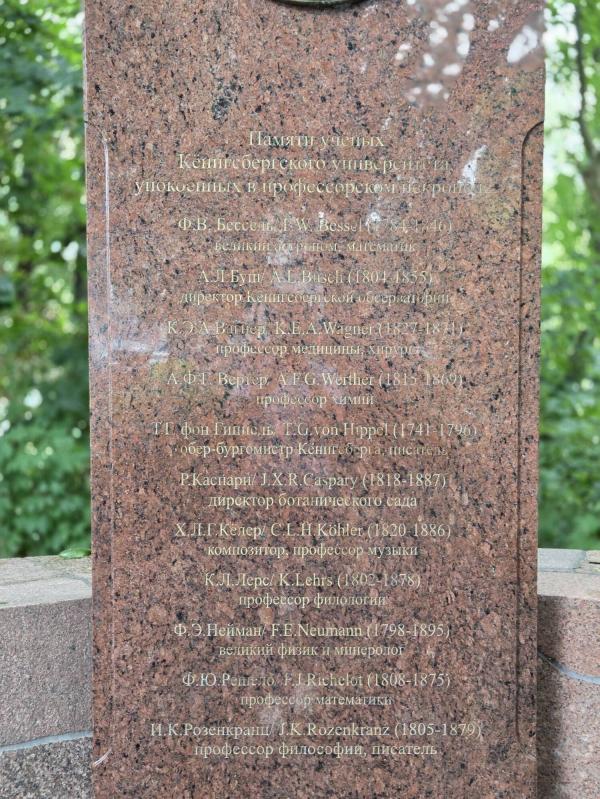 Памяти ученых
Кёнигсбергского университета,
упокоенных в профессорском некрополе
Ф.В. Бессель/ F.W. Bessel (1784-1846)
великий астроном, математик
А.Л.Буш/ A.L.Busch (1804-1855)
директор Кёнигсбергской обсерватории
К.Э.А.Вагнер/ K.E.A.Wagner (1827-1871)
профессор медицины, хирург
А.Ф.Г. Вертер/ A.F.G.Werther (1815-1869)
профессор химии
Т.Г. фон Гиппель/ T.G.von Hippel (1741-1796)
обер-бургомистр Кёнигсберга, писатель
Р.Каспари/ J.X.R.Caspary (1818-1887)
директор ботанического сада
Х.Л.Г.Кёлер/ C.L.H.Köhler (1820-1886)
композитор, профессор музыки
К.Л.Лерс/ K.Lehrs (1802-1878)
профессор филологии
Ф.Э.Нейман/ F.E.Neumann (1798-1895)
великий физик и минеролог
Ф.Ю.Решело/ F.J.Richelot (1808-1875)
профессор математики
И.К.Розенкранц/ J.K.Rozenkranz (1805-1879)
профессор философии, писатель